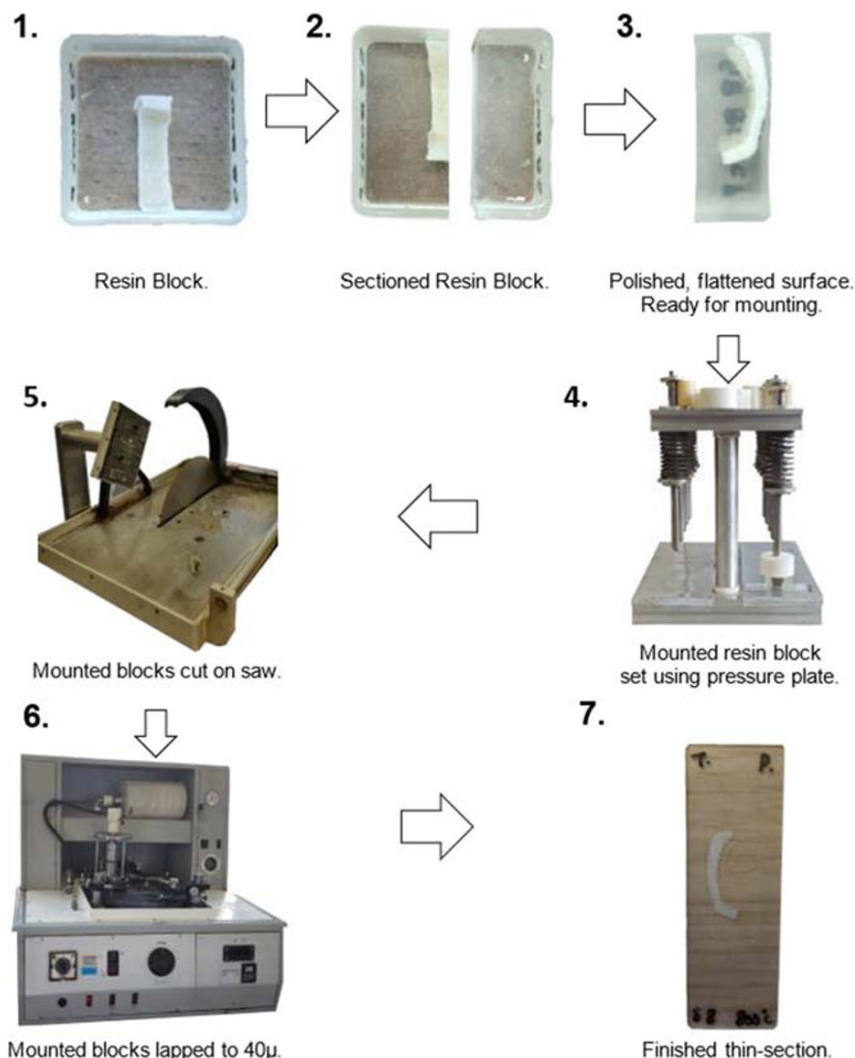 1.
2.
3.
Resin Block.
Sectioned Resin Block.
Polished, flattened surface.
Ready for mounting.
5.
4.
Mounted blocks cut on saw.
Mounted resin block
set using pressure plate.
6.
7.
T. P.
58 800°C
Mounted blocks lapped to 40µ.
Finished thin-section.